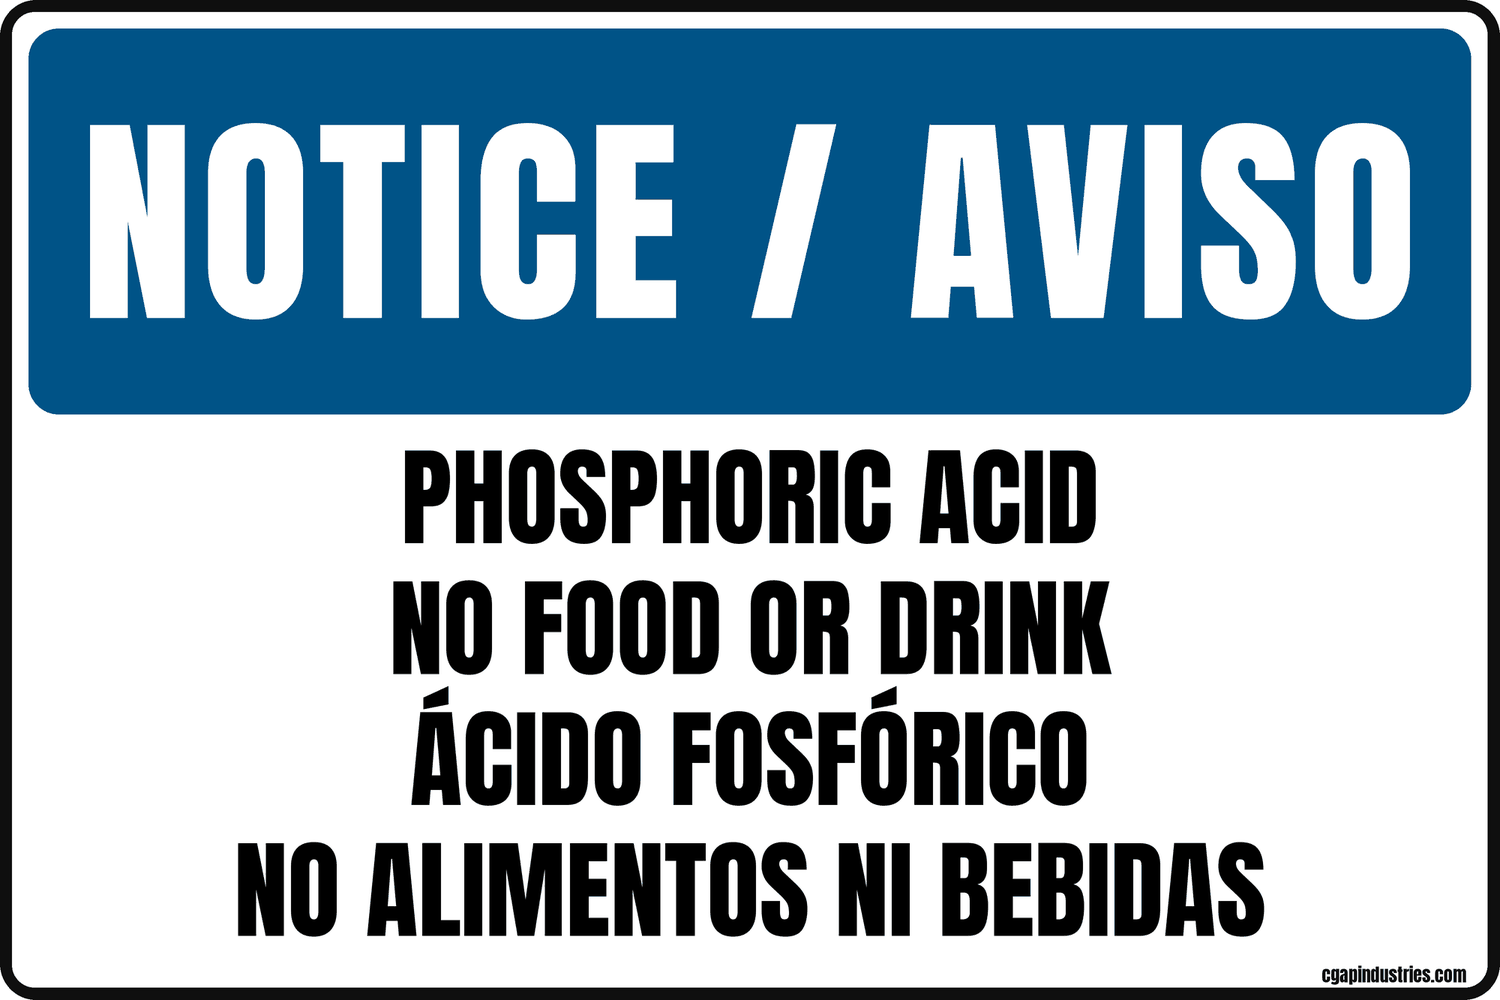 NOTICE / AVISO
PHOSPHORIC ACID
NO FOOD OR DRINK
ÁCIDO FOSFÓRICO
NO ALIMENTOS NI BEBIDAS
cgapindustries.com